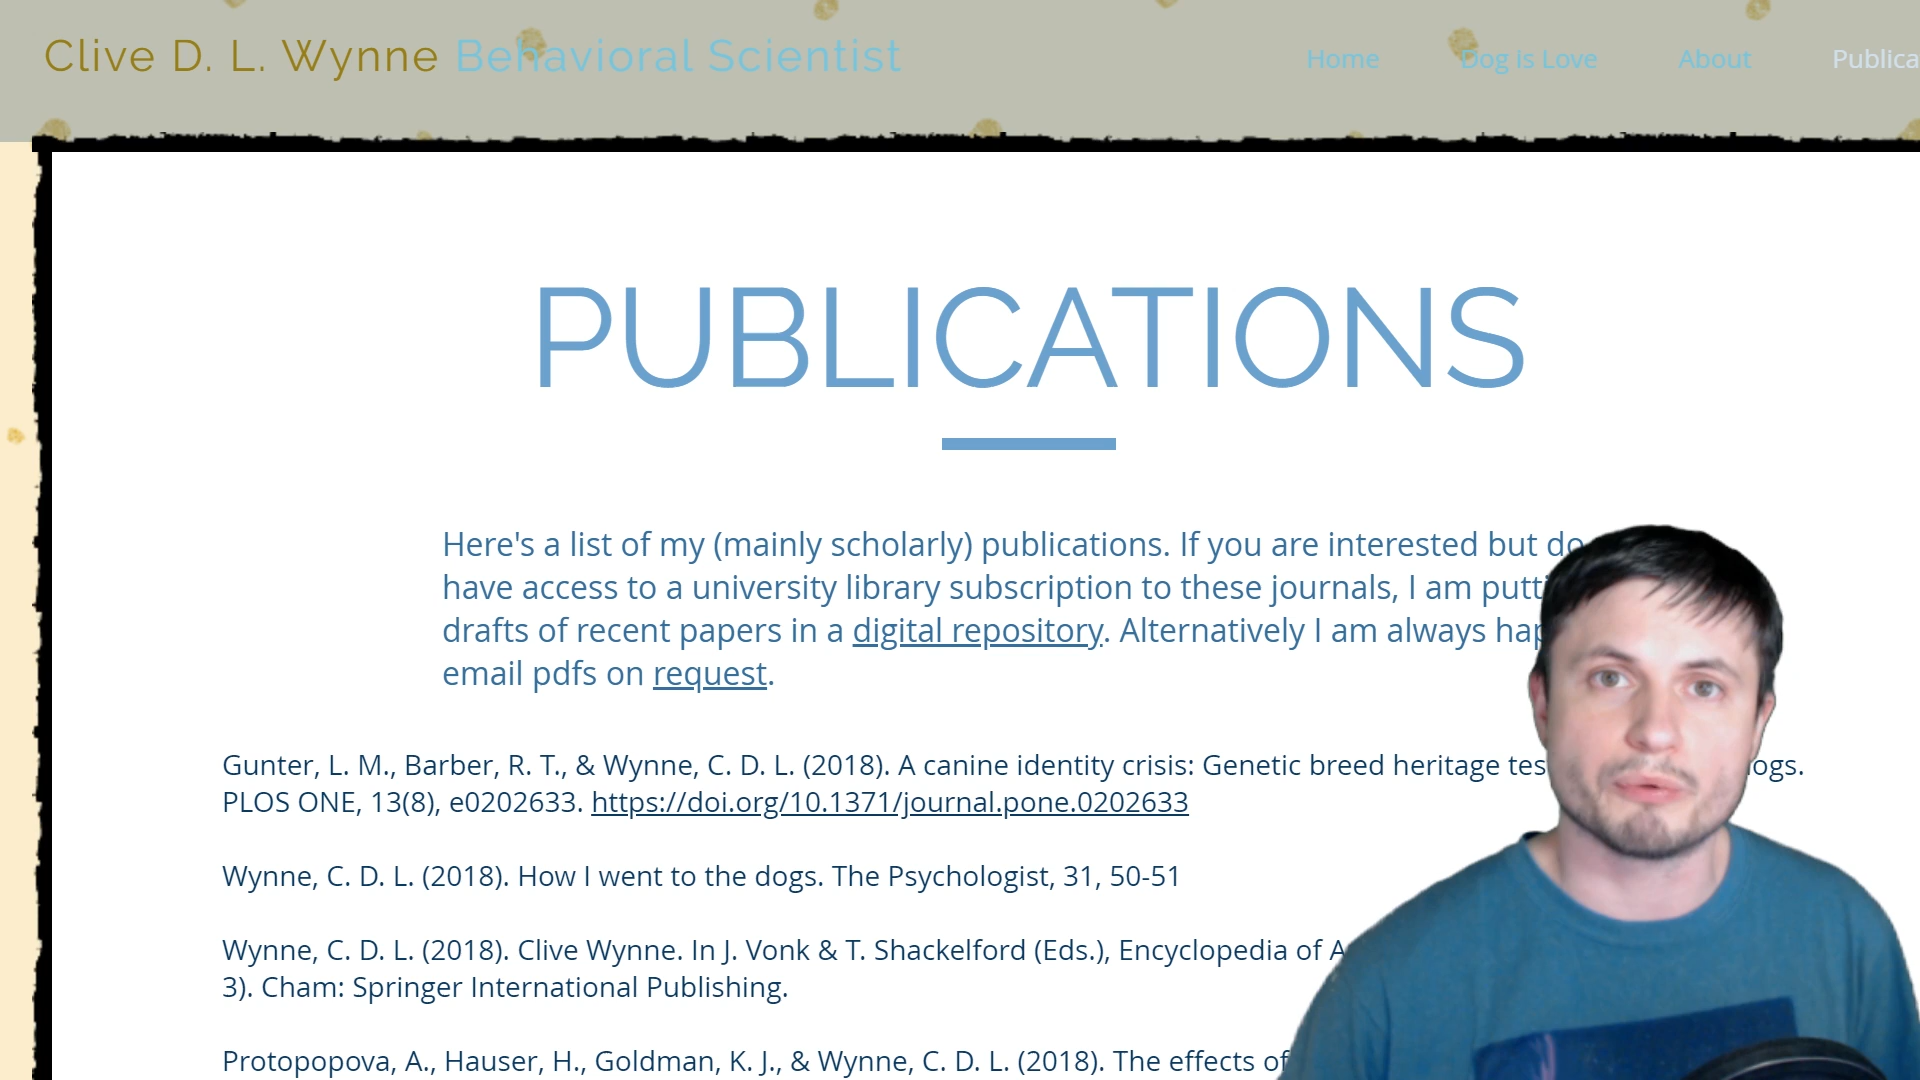 Clive D. L. Wynne Behavioral Scientist
Home Dog is Love About
PUBLICATIONS
Here's a list of my (mainly scholarly) publications. If you are interested but do
have access to a university library subscription to these journals, I am
drafts of recent papers in a digital repository. Alternatively I am always
email pdfs on request.
Gunter, L. M., Barber, R. T., & Wynne, C. D. L. (2018). A canine identity crisis: Genetic breed heritage
PLOS ONE, 13(8), e0202633. https://doi.org/10.1371/journal.pone.0202633
Wynne, C. D. L. (2018). How I went to the dogs. The Psychologist, 31, 50-51
Wynne, C. D. L. (2018). Clive Wynne. In J. Vonk & T. Shackelford (Eds.), Encyclopedia of
3). Cham: Springer International Publishing.
Protopopova, A., Hauser, H., Goldman, K. J., & Wynne, C. D. L. (2018). The effects of